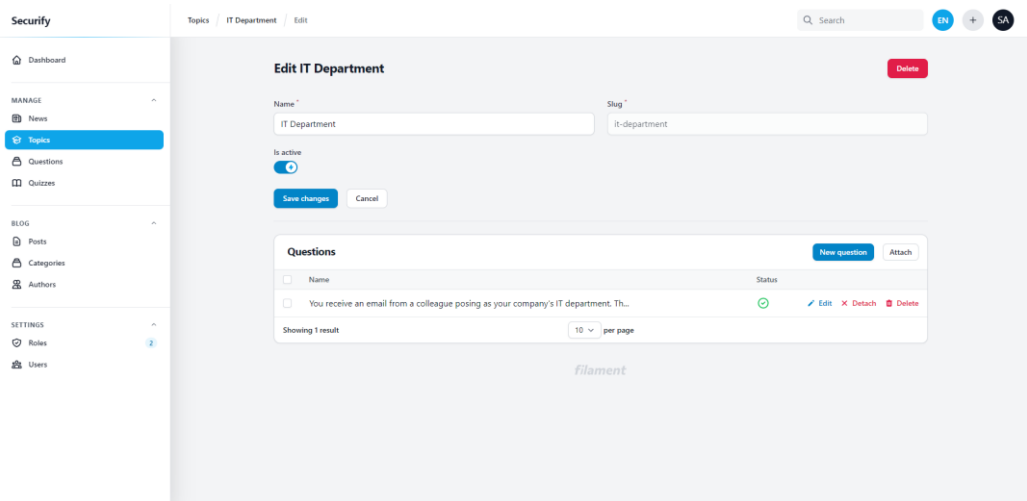 Securify
Topics / IT Department / Edit
Search
EN
+
SA
Dashboard
MANAGE
News
Topics
Questions
Quizzes
BLOG
Posts
Categories
Authors
SETTINGS
Roles 2
Users
Edit IT Department
Delete
Name *
Slug *
IT Department
it-department
Is active
Save changes
Cancel
Questions
New question
Attach
Name
Status
You receive an email from a colleague posing as your company's IT department. Th...
Edit
Detach
Delete
Showing 1 result
10 per page
filament